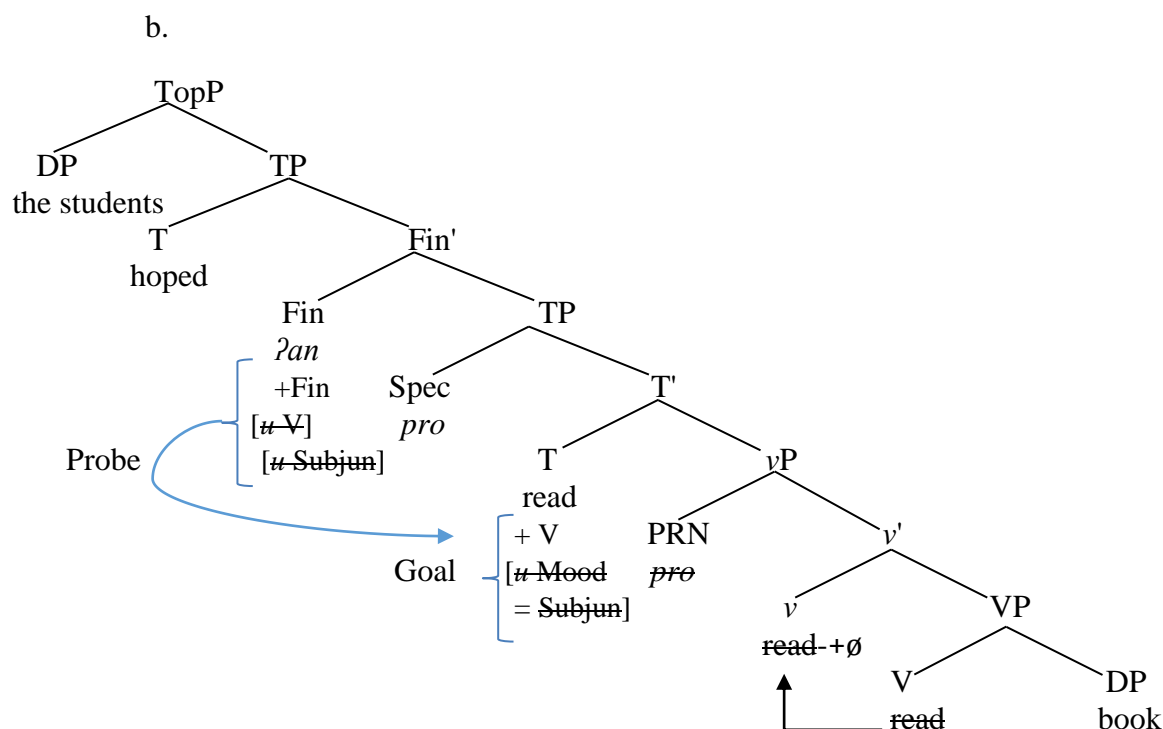 b.
TopP
DP TP
the students
T Fin'
hoped
Fin TP
ʔan
+Fin Spec T'
[u V] pro
Probe [u Subjun] T vP
read
+ V PRN v'
Goal [u Mood pro
= Subjun] v VP
read-+ø
V DP
read book